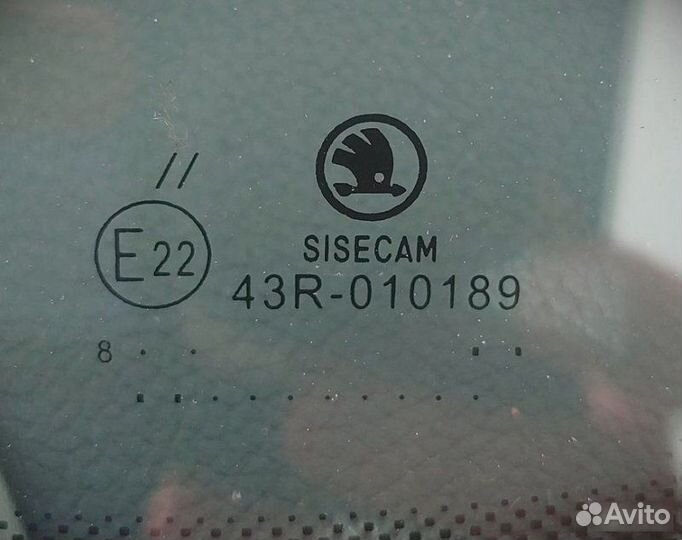 //
E22
SISECAM
43R-010189
8 . .
Avito